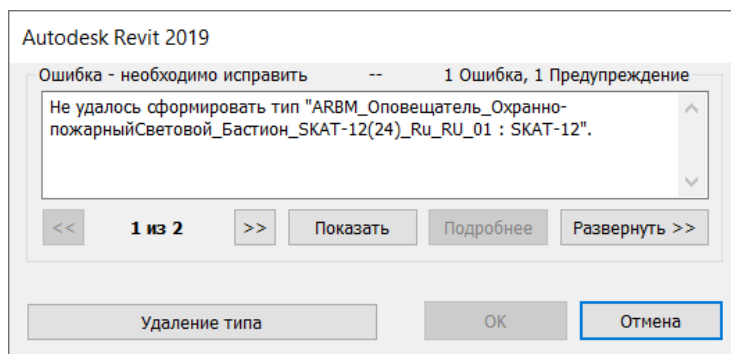 Autodesk Revit 2019
Ошибка - необходимо исправить -- 1 Ошибка, 1 Предупреждение
Не удалось сформировать тип "ARBM_Оповещатель_Охранно-
пожарныйСветовой_Бастион_SKAT-12(24)_Ru_RU_01 : SKAT-12".
<< 1 из 2 >> Показать Подробнее Развернуть >>
Удаление типа OK Отмена